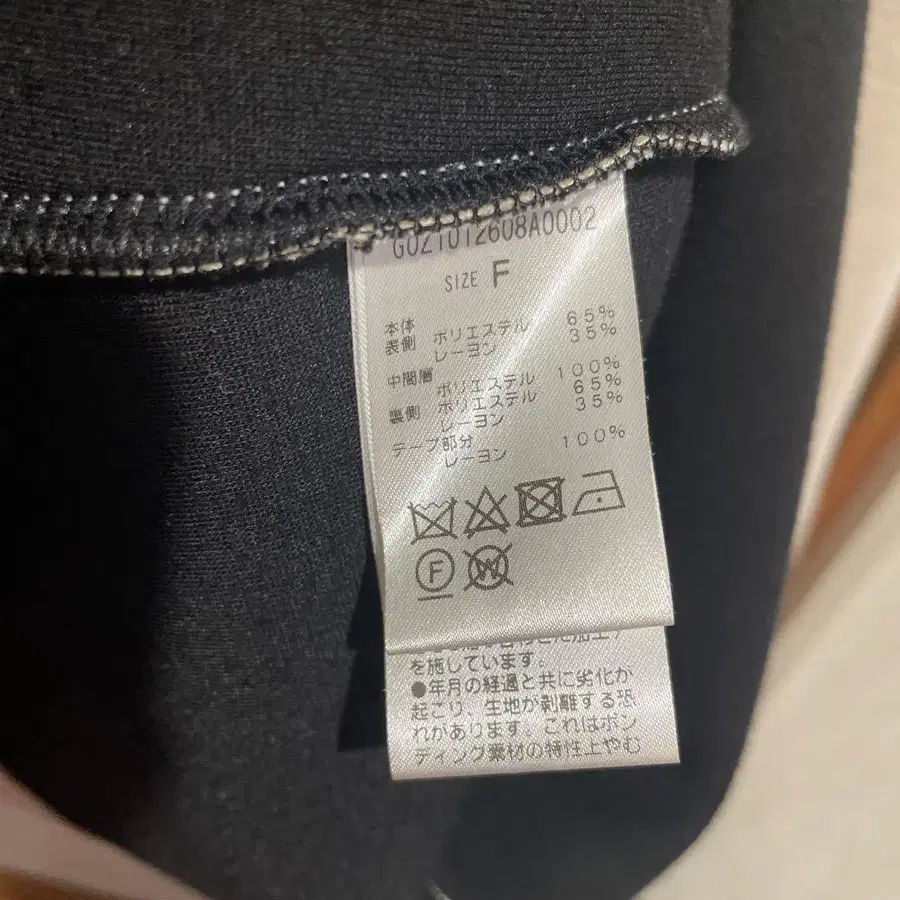 G021012608A0002
SIZE F
本体
表側 ポリエステル 65%
レーヨン 35%
中間層
ポリエステル 100%
裏側 ポリエステル 65%
レーヨン 35%
テープ部分
レーヨン 100%
F W
を施しています。
●年月の経過と共に劣化が
起こり、生地が剥離する恐
れがあります。これはボン
ディング素材の特性上やむ